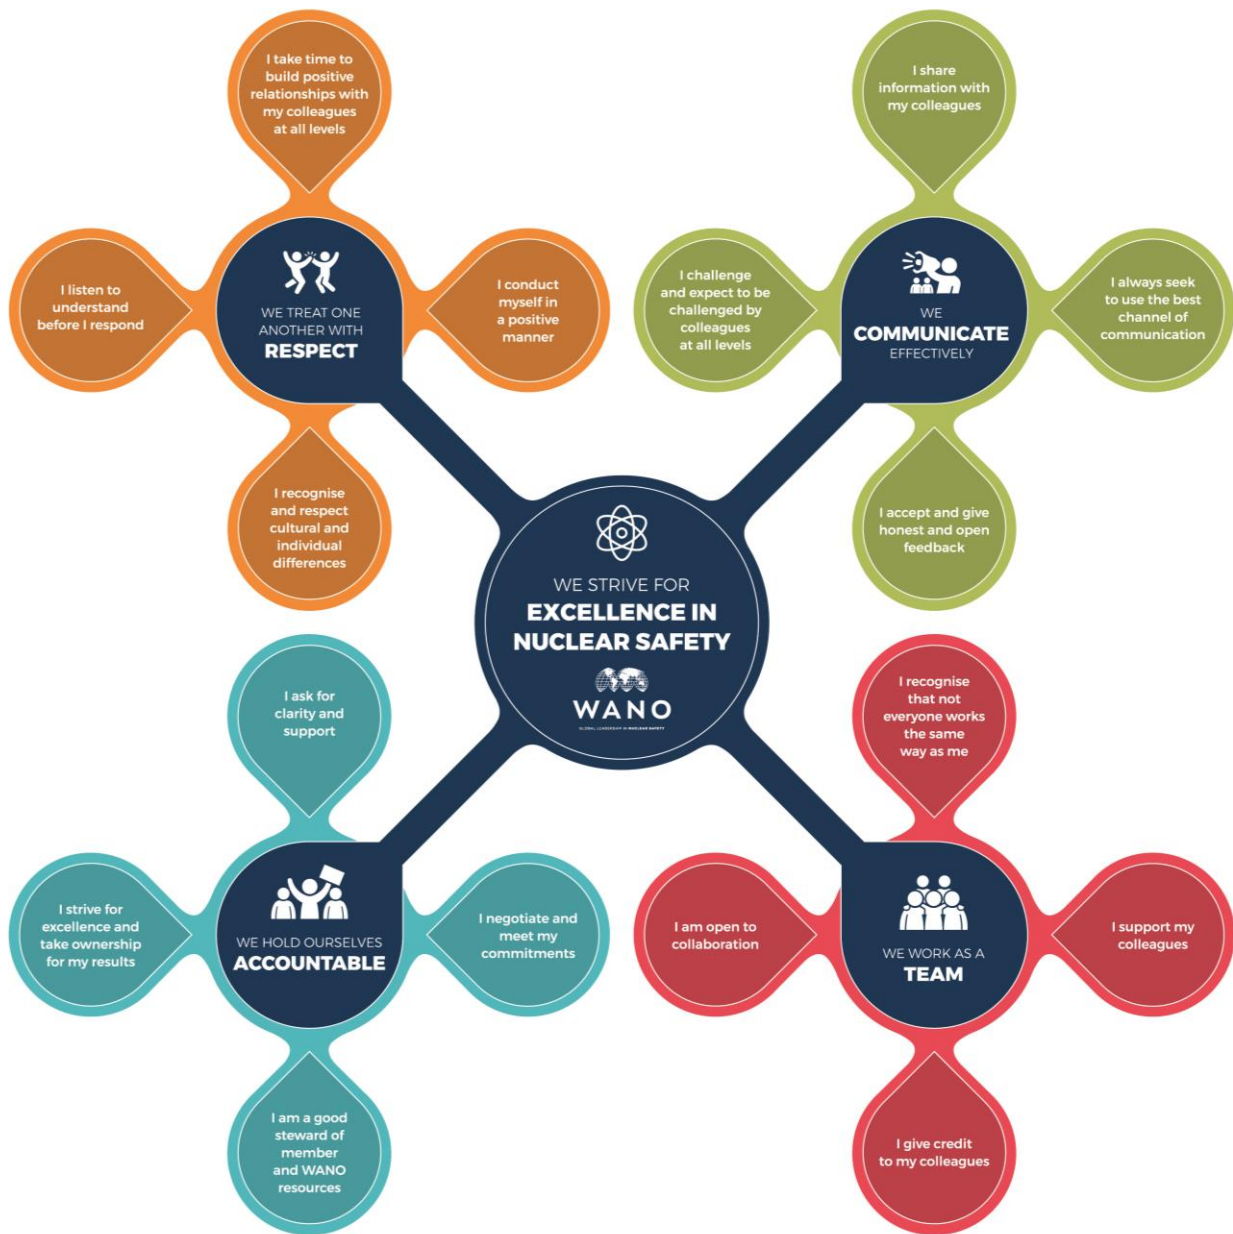 I take time to
build positive
relationships with
my colleagues
at all levels
I listen to
understand
before I respond
WE TREAT ONE
ANOTHER WITH
RESPECT
I conduct
myself in
a positive
manner
I recognise
and respect
cultural and
individual
differences
I share
information with
my colleagues
I challenge
and expect to be
challenged by
colleagues
at all levels
WE
COMMUNICATE
EFFECTIVELY
I always seek
to use the best
channel of
communication
I accept and give
honest and open
feedback
WE STRIVE FOR
EXCELLENCE IN
NUCLEAR SAFETY
WANO
GLOBAL LEADERSHIP IN NUCLEAR SAFETY
I ask for
clarity and
support
I strive for
excellence and
take ownership
for my results
WE HOLD OURSELVES
ACCOUNTABLE
I negotiate and
meet my
commitments
I am a good
steward of
member
and WANO
resources
I recognise
that not
everyone works
the same
way as me
I am open to
collaboration
WE WORK AS A
TEAM
I support my
colleagues
I give credit
to my colleagues